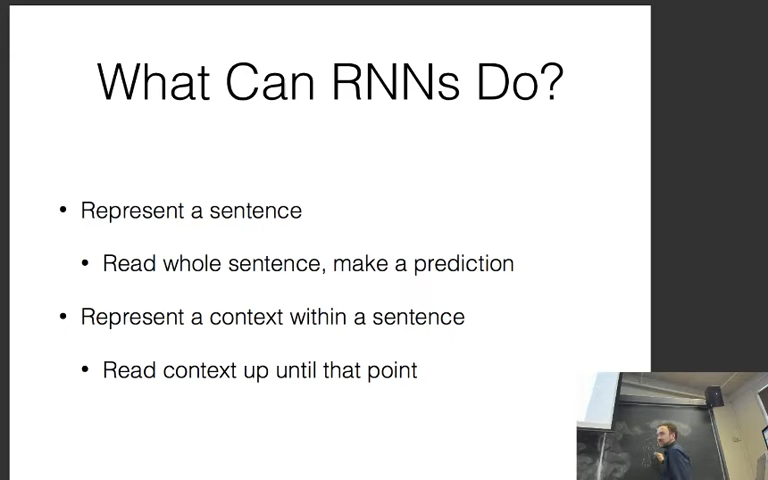 What Can RNNs Do?
• Represent a sentence
• Read whole sentence, make a prediction
• Represent a context within a sentence
• Read context up until that point